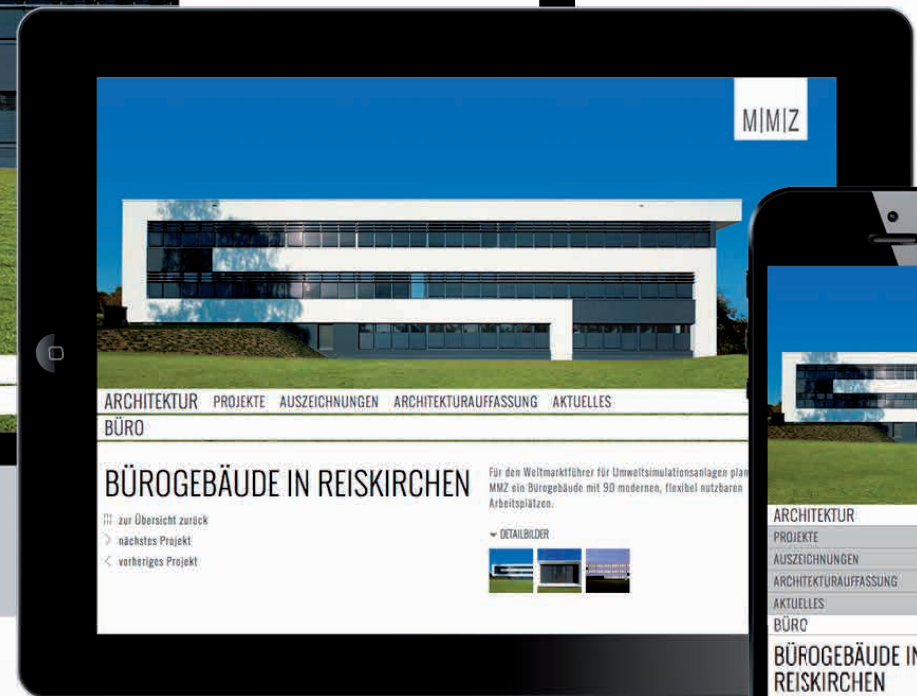 M|M|Z
ARCHITEKTUR PROJEKTE AUSZEICHNUNGEN ARCHITEKTURAUFFASSUNG AKTUELLES
BÜRO
BÜROGEBÄUDE IN REISKIRCHEN
zur Übersicht zurück
nächstes Projekt
vorheriges Projekt
Für den Weltmarktführer für Umweltsimulationsanlagen plan
MMZ ein Bürogebäude mit 90 modernen, flexibel nutzbaren
Arbeitsplätzen.
DETAILBILDER
ARCHITEKTUR
PROJEKTE
AUSZEICHNUNGEN
ARCHITEKTURAUFFASSUNG
AKTUELLES
BÜRO
BÜROGEBÄUDE IN
REISKIRCHEN